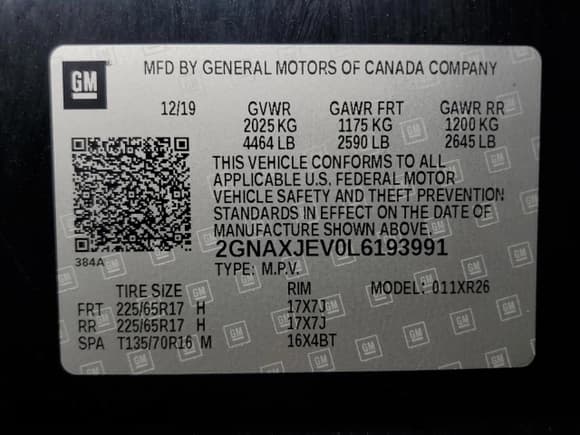 GM
MFD BY GENERAL MOTORS OF CANADA COMPANY
12/19 GVWR GAWR FRT GAWR RR
2025 KG 1175 KG 1200 KG
4464 LB 2590 LB 2645 LB
THIS VEHICLE CONFORMS TO ALL
APPLICABLE U.S. FEDERAL MOTOR
VEHICLE SAFETY AND THEFT PREVENTION
STANDARDS IN EFFECT ON THE DATE OF
MANUFACTURE SHOWN ABOVE.
384A
2GNAXJEV0L6193991
TYPE: M.P.V.
TIRE SIZE RIM MODEL: 011XR26
FRT 225/65R17 H 17X7J
RR 225/65R17 H 17X7J
SPA T135/70R16 M 16X4BT